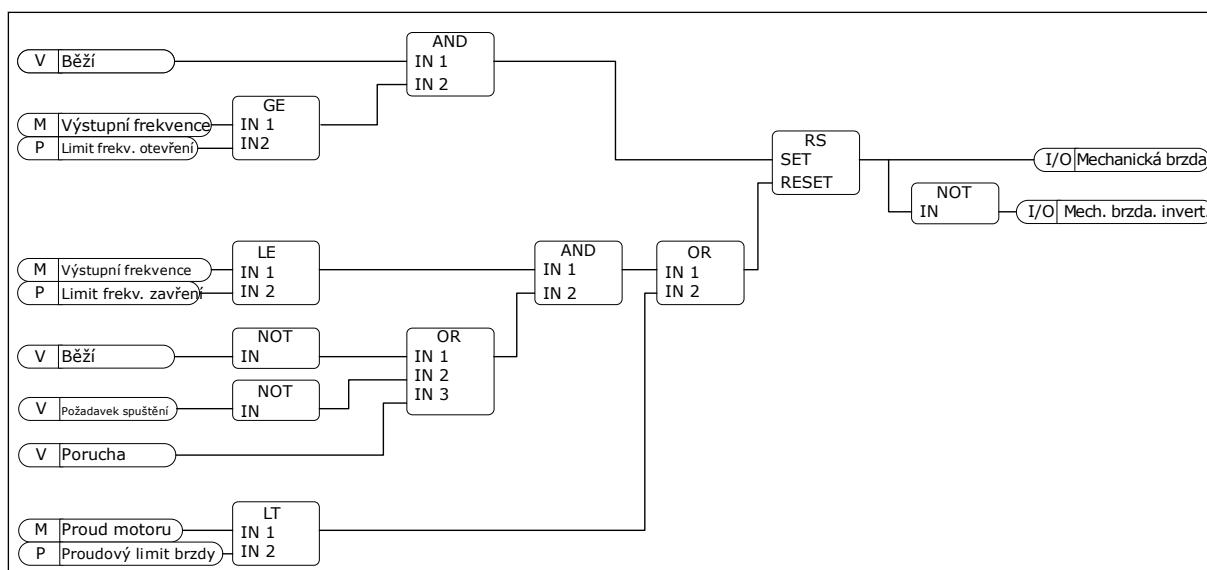 AND
V Běží
IN 1
IN 2
GE
M Výstupní frekvence
IN 1
P Limit frekv. otevření
IN2
RS
SET
RESET
I/O Mechanická brzda
NOT
IN
I/O Mech. brzda. invert.
LE
M Výstupní frekvence
IN 1
P Limit frekv. zavření
IN 2
AND
IN 1
IN 2
OR
IN 1
IN 2
NOT
V Běží
IN
OR
IN 1
IN 2
IN 3
NOT
V Požadavek spuštění
IN
V Porucha
LT
M Proud motoru
IN 1
P Proudový limit brzdy
IN 2